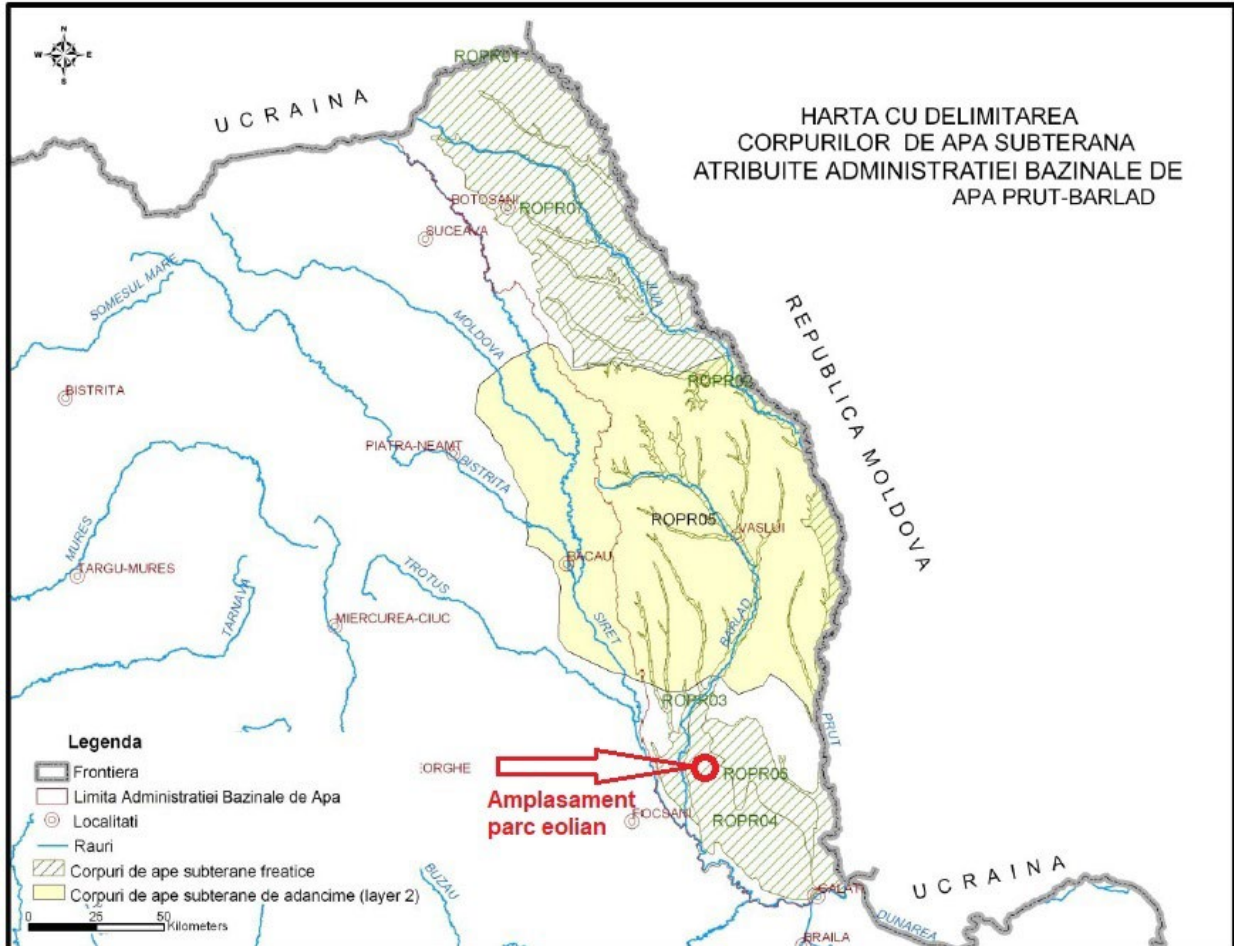 N
W E
S
UCRAINA
HARTA CU DELIMITAREA
CORPURILOR DE APA SUBTERANA
ATRIBUITE ADMINISTRATIEI BAZINALE DE
APA PRUT-BARLAD
ROPR01
BOTOSANI
ROPR07
SUCEAVA
SOMESUL MARE
MOLDOVA
JIJIA
REPUBLICA MOLDOVA
BISTRITA
PIATRA-NEAMT
BISTRITA
ROPR05
VASLUI
MURES
TARGU-MURES
TARNAVA
BACAU
TROTUS
MIERCUREA-CIUC
SIRET
BARLAD
ROPR03
PRUT
ORGHE
ROPR06
Amplasament
parc eolian
FOCSANI
ROPR04
GALATI
UCRAINA
DUNAREA
BRAILA
BUZAU
Legenda
Frontiera
Limita Administratiei Bazinale de Apa
Localitati
Rauri
Corpuri de ape subterane freatice
Corpuri de ape subterane de adancime (layer 2)
0 25 50
Kilometers